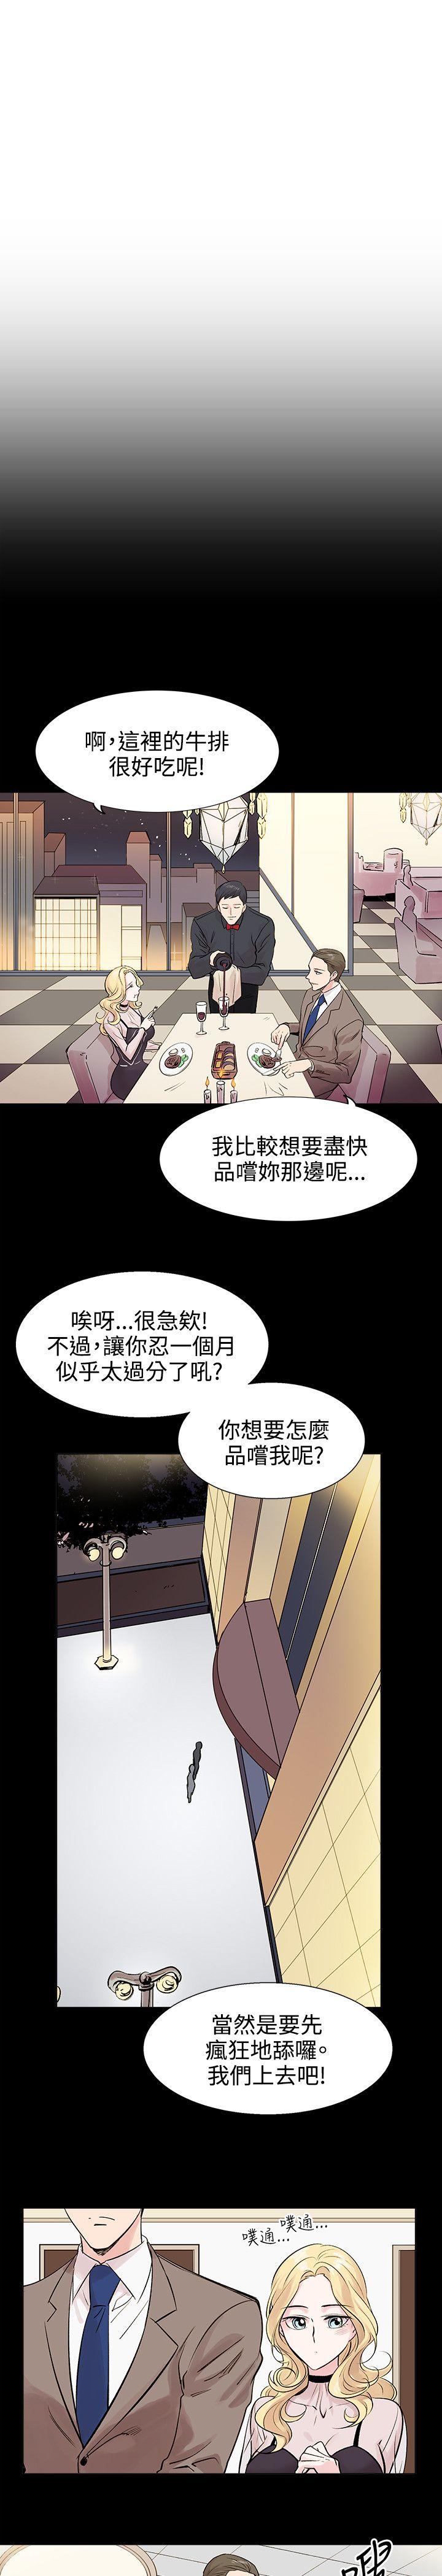 啊,這裡的牛排
很好吃呢!
我比較想要盡快
品嚐妳那邊呢...
唉呀...很急欸!
不過,讓你忍一個月
似乎太過分了吼?
你想要怎麼
品嚐我呢?
當然是要先
瘋狂地舔囉。
我們上去吧!
噗通...
噗通...